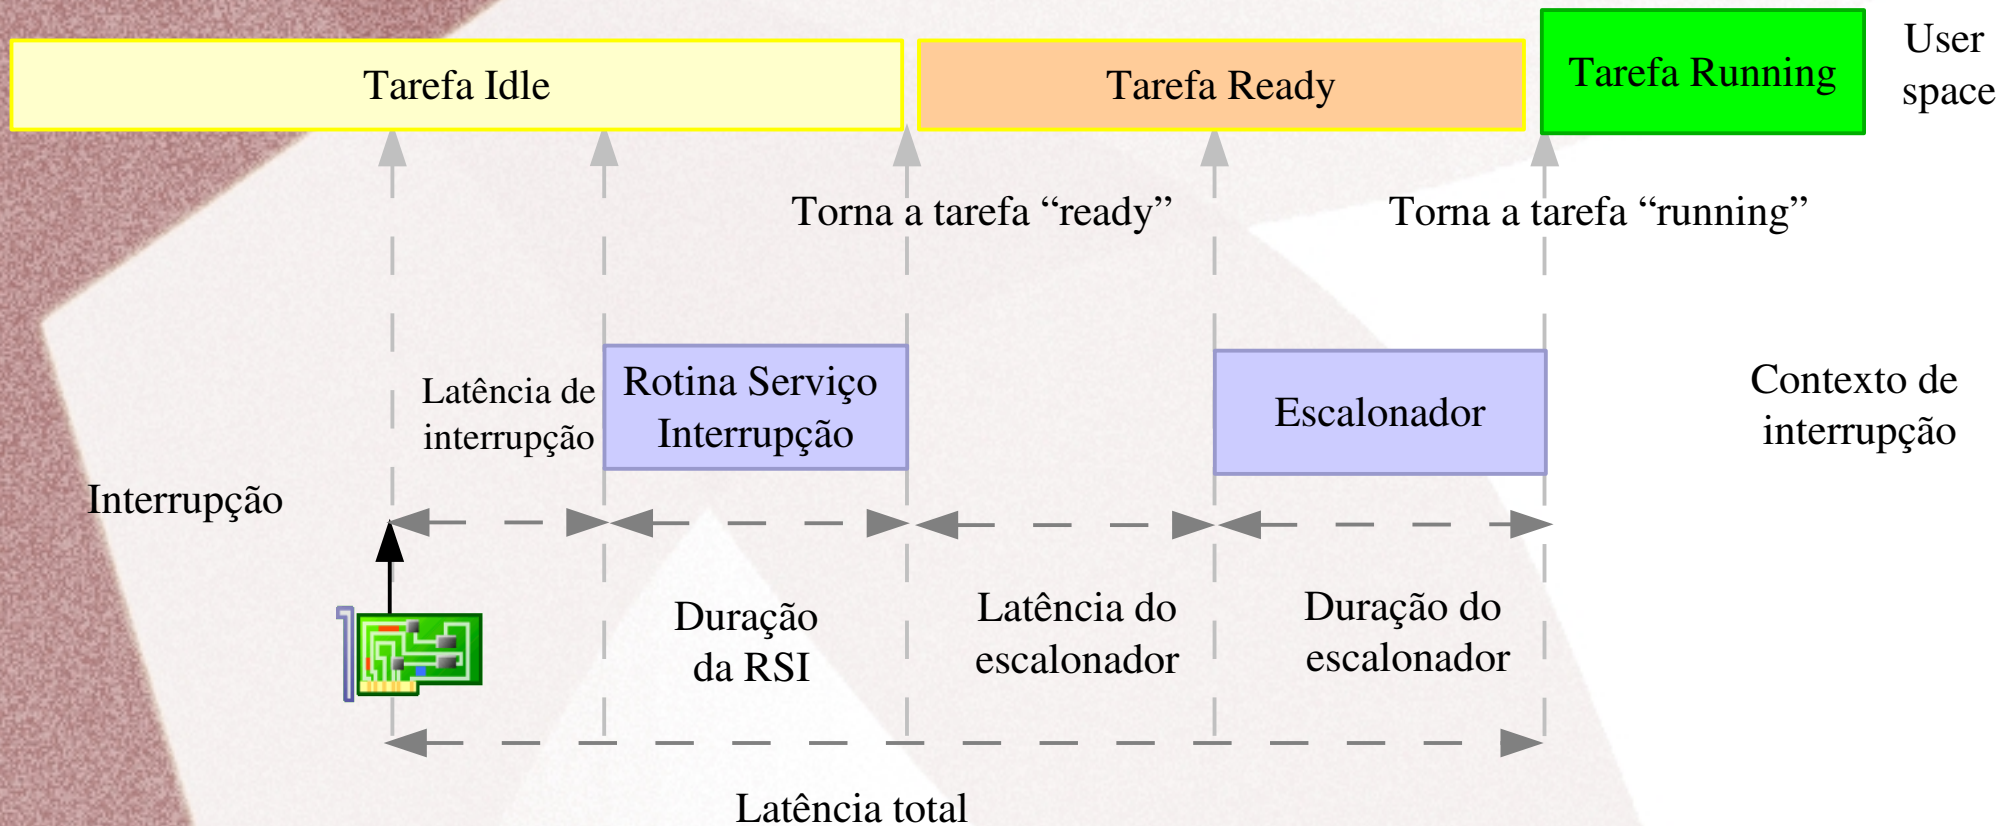 Tarefa Idle
Tarefa Ready
Tarefa Running
User
space
Torna a tarefa “ready”
Torna a tarefa “running”
Latência de
interrupção
Rotina Serviço
Interrupção
Escalonador
Contexto de
interrupção
Interrupção
Duração
da RSI
Latência do
escalonador
Duração do
escalonador
Latência total